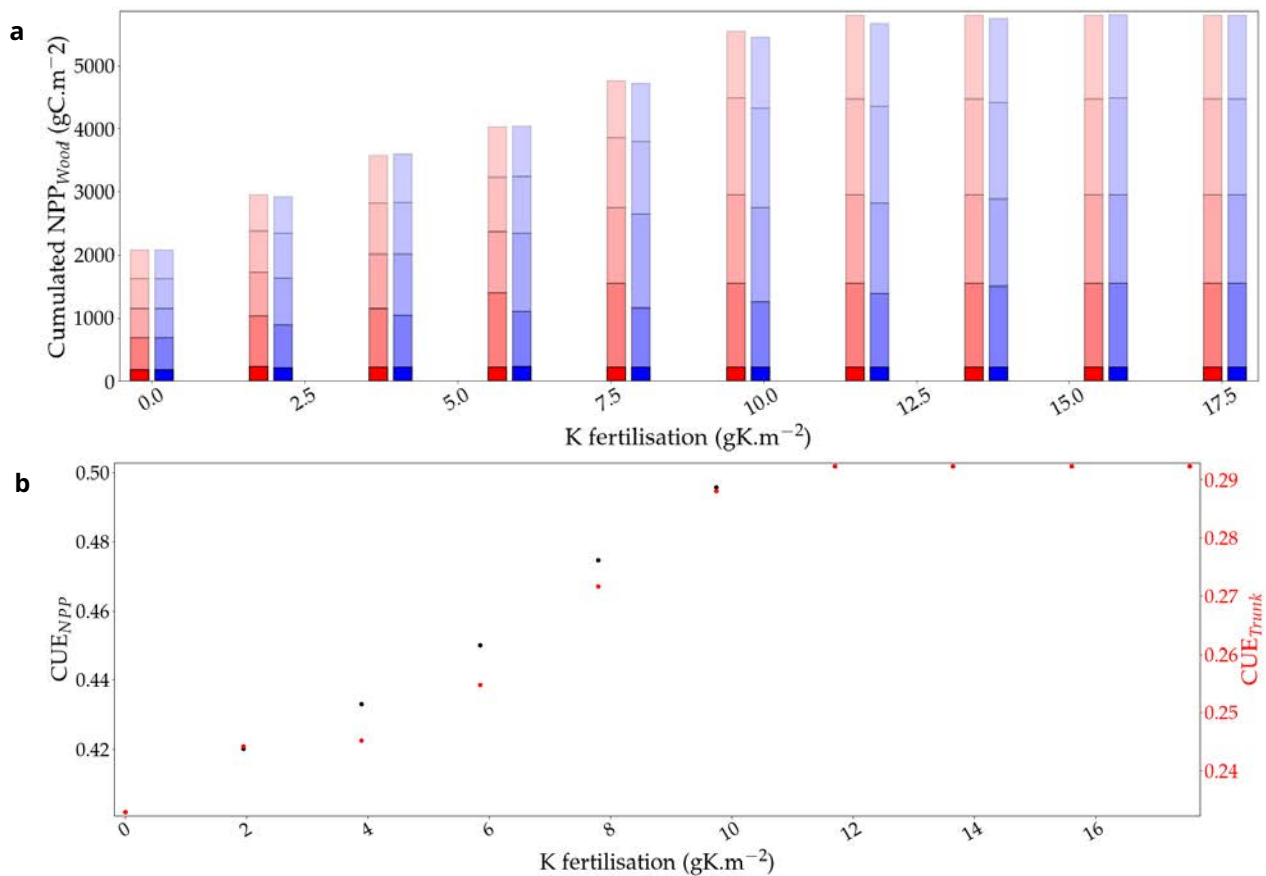 a
Cumulated NPP_Wood (gC.m−2)
5000
4000
3000
2000
1000
0
0.0 2.5 5.0 7.5 10.0 12.5 15.0 17.5
K fertilisation (gK.m−2)
b
CUE_NPP
0.50
0.48
0.46
0.44
0.42
0.29
0.28
0.27
0.26
0.25
0.24
CUE_Trunk
0 2 4 6 8 10 12 14 16
K fertilisation (gK.m−2)